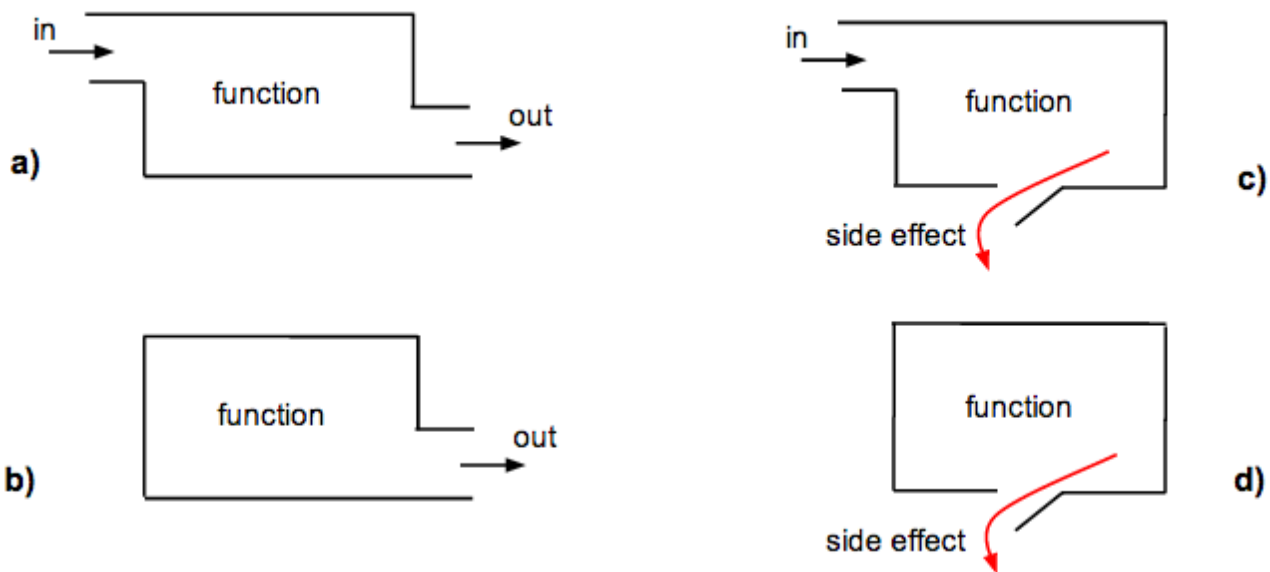 in
function
out
a)
in
function
side effect
c)
function
out
b)
function
side effect
d)